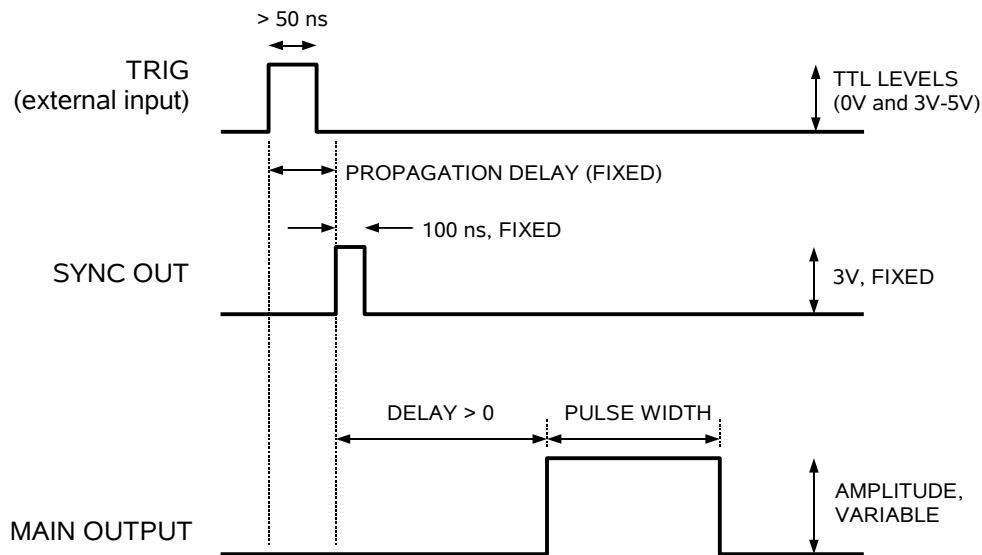 > 50 ns
TRIG
(external input)
TTL LEVELS
(0V and 3V-5V)
PROPAGATION DELAY (FIXED)
100 ns, FIXED
SYNC OUT
3V, FIXED
DELAY > 0
PULSE WIDTH
MAIN OUTPUT
AMPLITUDE,
VARIABLE